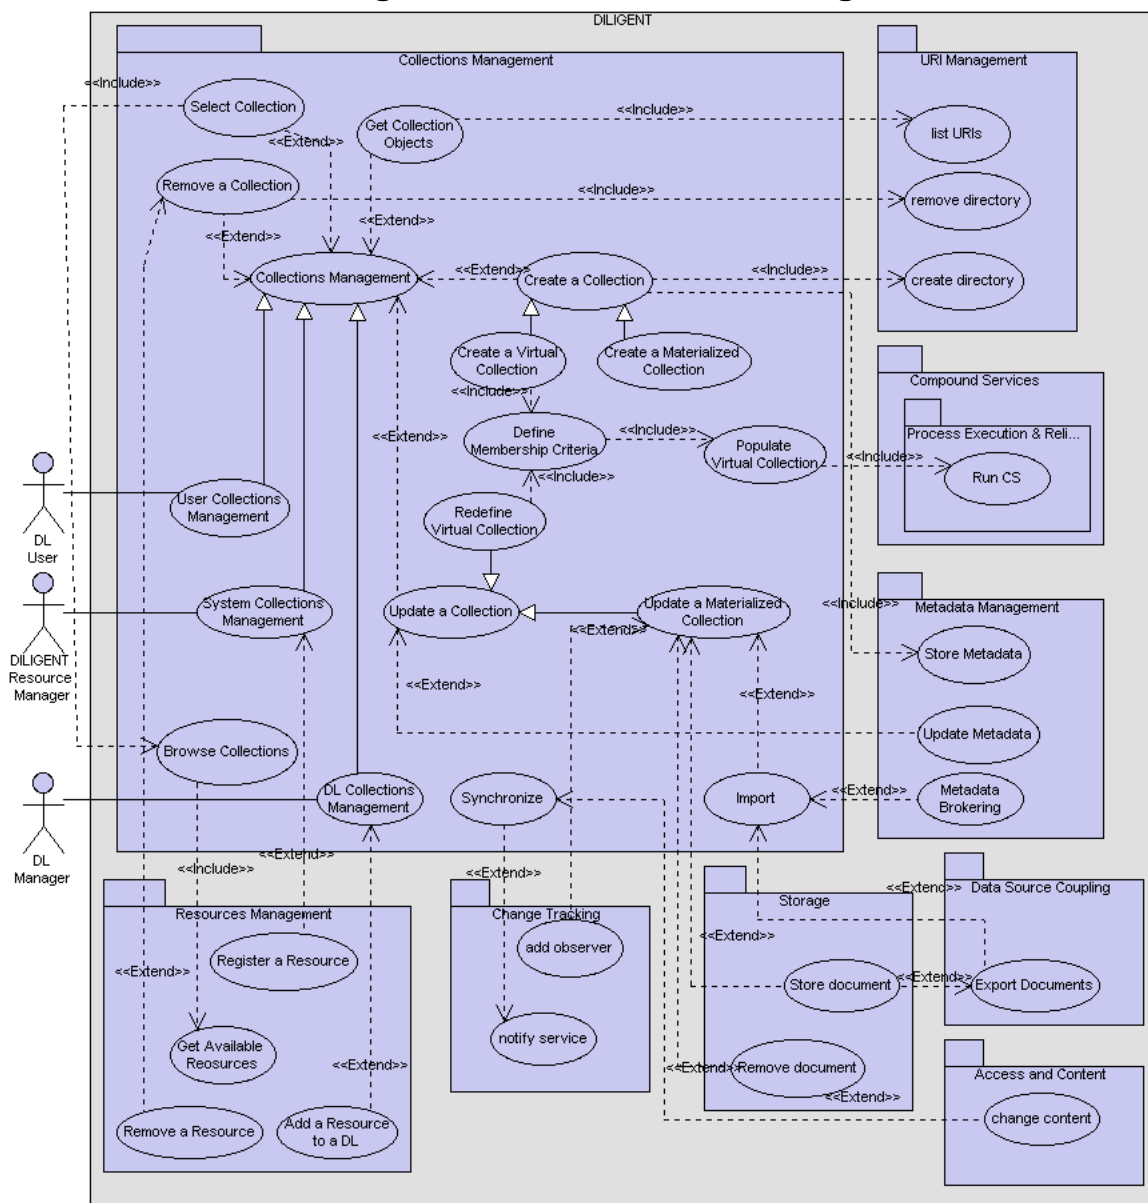 DILIGENT
Collections Management
URI Management
<<Include>>
Select Collection
<<Include>>
Get Collection
Objects
list URIs
<<Extend>>
Remove a Collection
<<Include>>
remove directory
<<Extend>>
<<Extend>>
Collections Management
<<Extend>>
Create a Collection
<<Include>>
create directory
Create a Virtual
Collection
Create a Materialized
Collection
Compound Services
<<Include>>
<<Extend>>
Define
Membership Criteria
<<Include>>
Populate
Virtual Collection
Process Execution & Reli...
<<Include>>
Run CS
<<Include>>
User Collections
Management
Redefine
Virtual Collection
DL
User
System Collections
Management
Update a Collection
Update a Materialized
Collection
<<Extend>>
<<Include>>
Metadata Management
Store Metadata
DILIGENT
Resource
Manager
<<Extend>>
<<Extend>>
Update Metadata
Browse Collections
DL Collections
Management
Synchronize
Import
<<Extend>>
Metadata
Brokering
DL
Manager
<<Extend>>
<<Include>>
<<Extend>>
<<Extend>>
Data Source Coupling
Resources Management
Change Tracking
Storage
<<Extend>>
add observer
Register a Resource
<<Extend>>
Store document
<<Extend>>
Export Documents
notify service
Get Available
Reosources
<<Extend>>
<<Extend>>
Remove document
Access and Content
<<Extend>>
change content
Remove a Resource
Add a Resource
to a DL